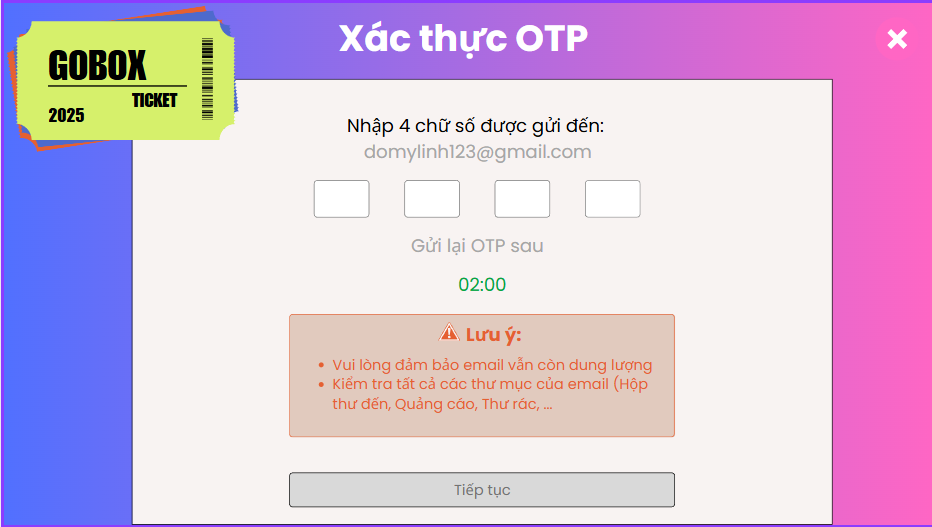 Xác thực OTP
GOBOX
TICKET
2025
Nhập 4 chữ số được gửi đến:
domylinh123@gmail.com
Gửi lại OTP sau
02:00
Lưu ý:
• Vui lòng đảm bảo email vẫn còn dung lượng
• Kiểm tra tất cả các thư mục của email (Hộp
thư đến, Quảng cáo, Thư rác, ...
Tiếp tục